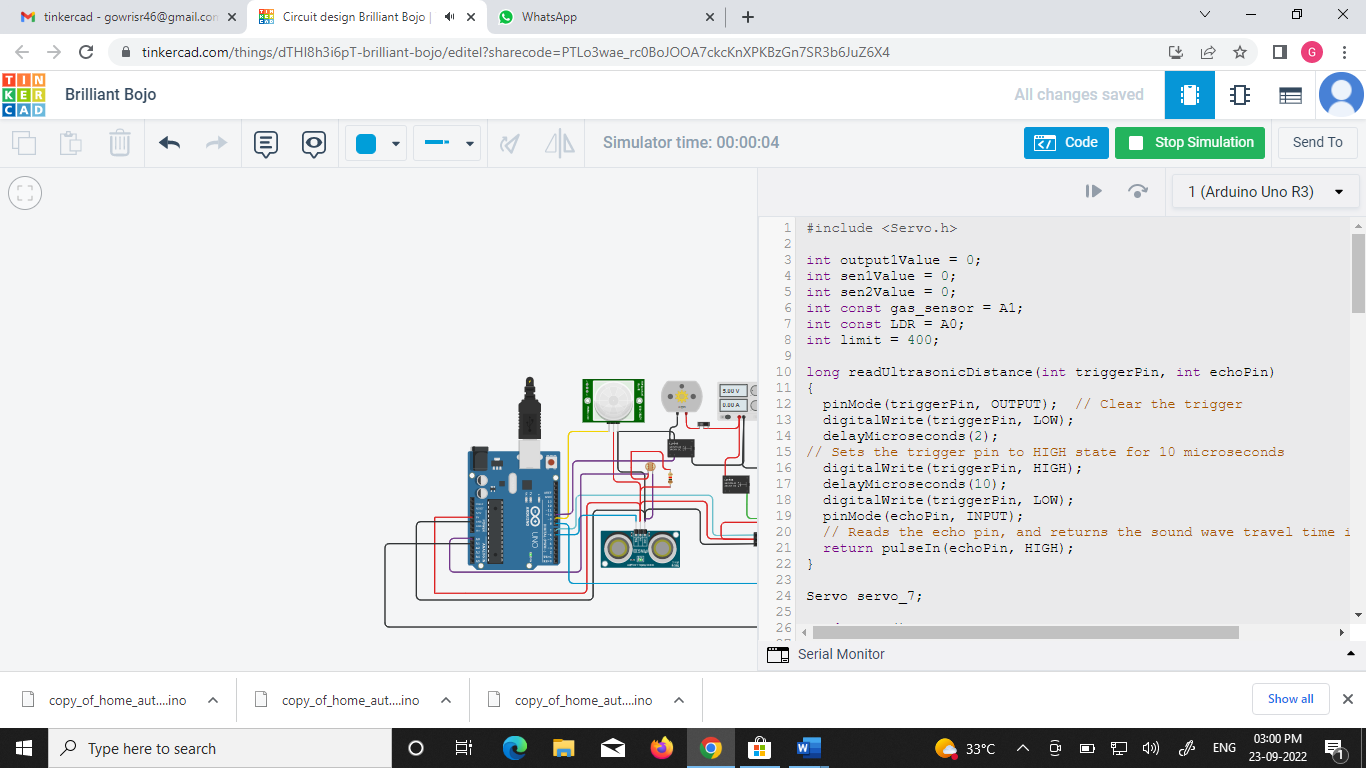 tinkercad - gowrisr46@gmail.con
Circuit design Brilliant Bojo |
WhatsApp
tinkercad.com/things/dTHI8h3i6pT-brilliant-bojo/editel?sharecode=PTLo3wae_rc0BoJOOA7ckcKnXPKBzGn7SR3b6JuZ6X4
G
TIN
KER
CAD
Brilliant Bojo
All changes saved
Simulator time: 00:00:04
Code
Stop Simulation
Send To
1 (Arduino Uno R3)
1 #include <Servo.h>
2
3 int output1Value = 0;
4 int sen1Value = 0;
5 int sen2Value = 0;
6 int const gas_sensor = A1;
7 int const LDR = A0;
8 int limit = 400;
9
10 long readUltrasonicDistance(int triggerPin, int echoPin)
11 {
12 pinMode(triggerPin, OUTPUT);  // Clear the trigger
13 digitalWrite(triggerPin, LOW);
14 delayMicroseconds(2);
15 // Sets the trigger pin to HIGH state for 10 microseconds
16 digitalWrite(triggerPin, HIGH);
17 delayMicroseconds(10);
18 digitalWrite(triggerPin, LOW);
19 pinMode(echoPin, INPUT);
20 // Reads the echo pin, and returns the sound wave travel time i
21 return pulseIn(echoPin, HIGH);
22 }
23
24 Servo servo_7;
25
26
5.00 V
0.00 A
UNO
Serial Monitor
copy_of_home_aut....ino
copy_of_home_aut....ino
copy_of_home_aut....ino
Show all
Type here to search
33°C
ENG
03:00 PM
23-09-2022
1